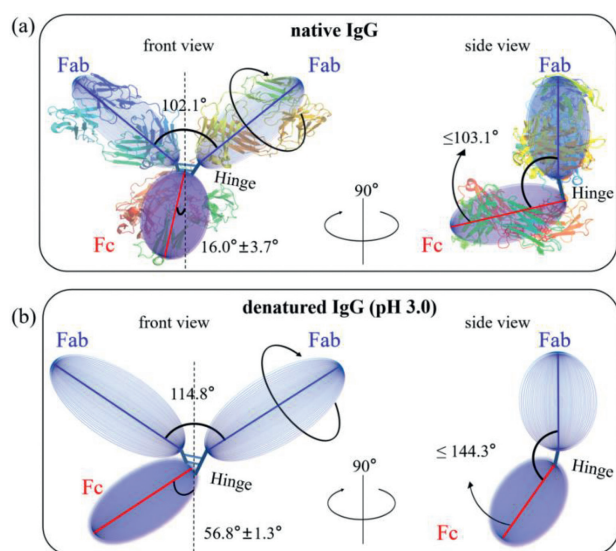 (a)
native IgG
front view
side view
Fab
Fab
Fab
102.1°
≤103.1°
Hinge
Hinge
90°
Fc
16.0°±3.7°
Fc
(b)
denatured IgG (pH 3.0)
front view
side view
Fab
Fab
Fab
114.8°
≤ 144.3°
Hinge
Hinge
90°
Fc
56.8°±1.3°
Fc